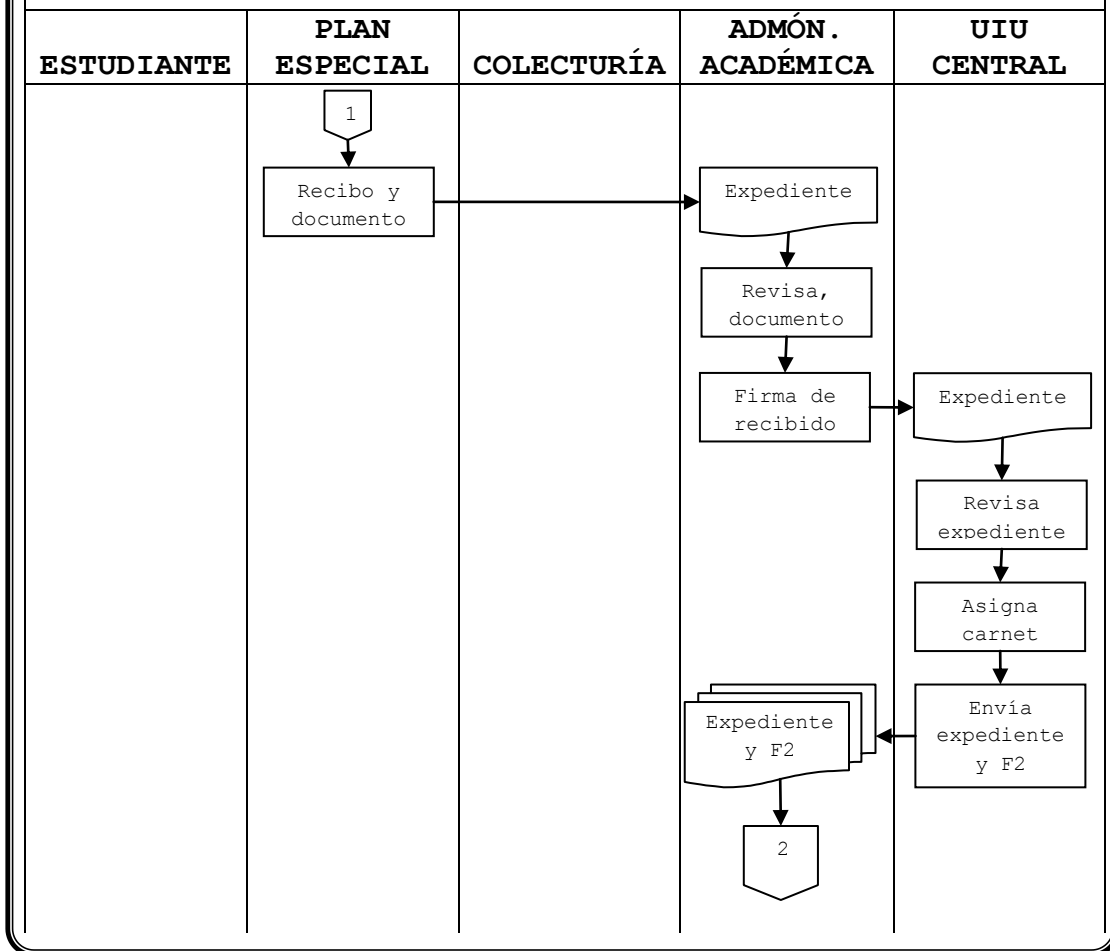 ESTUDIANTE
PLAN
ESPECIAL
COLECTURÍA
ADMÓN.
ACADÉMICA
UIU
CENTRAL
1
Recibo y
documento
Expediente
Revisa,
documento
Firma de
recibido
Expediente
Revisa
expediente
Asigna
carnet
Envía
expediente
y F2
Expediente
y F2
2